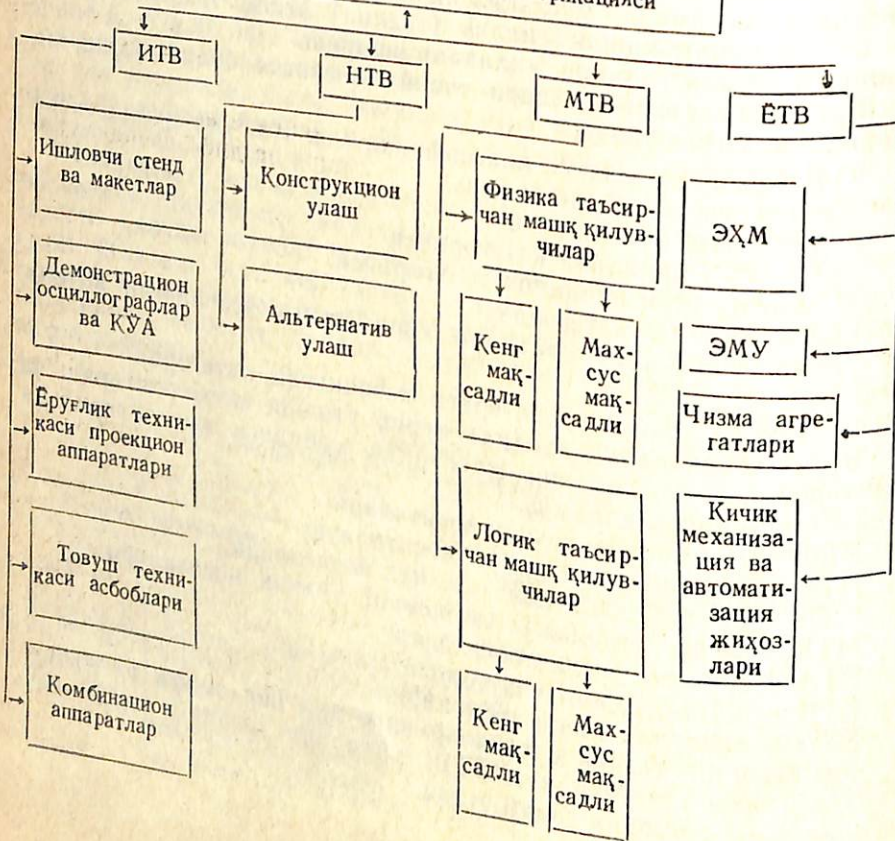 ИТВ
НТВ
МТВ
ЁТВ
Ишловчи стенд
ва макетлар
Демонстрацион
осциллографлар
ва ҚЎА
Ёруғлик техни-
каси проекцион
аппаратлари
Товуш техни-
каси асбоблари
Комбинацион
аппаратлар
Конструкцион
улаш
Альтернатив
улаш
Физика таъсир-
чан машқ қилув-
чилар
Кенг
мақ-
садли
Мах-
сус
мақ-
садли
Логик таъсир-
чан машқ қилув-
чилар
Кенг
мақ-
садли
Мах-
сус
мақ-
садли
ЭҲМ
ЭМУ
Чизма агре-
гатлари
Кичик
механиза-
ция ва
автомати-
зация
жиҳоз-
лари